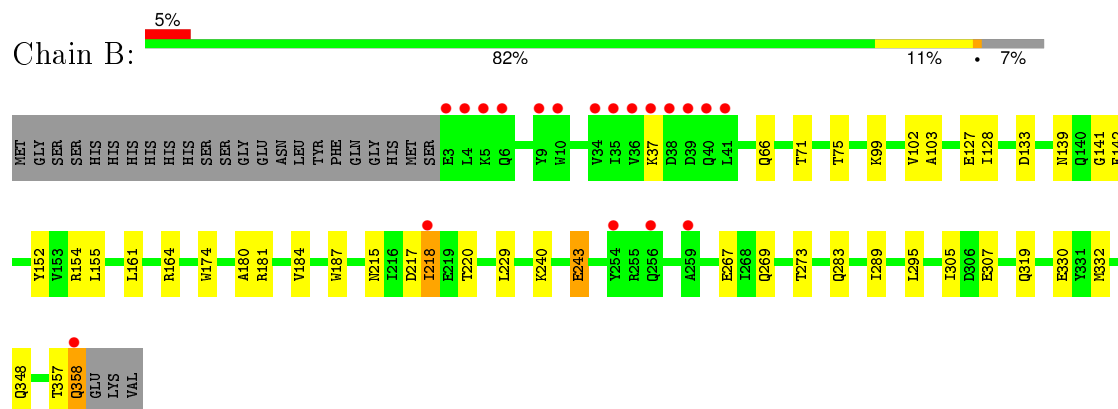 5%
Chain B:
82% 11% • 7%
MET GLY SER SER HIS HIS HIS HIS HIS HIS SER SER GLY GLU ASN LEU TYR PHE GLN GLY HIS MET SER E3 L4 K5 Q6 Y9 W10 V34 I35 V36 K37 D38 D39 Q40 L41 Q66 T71 T75 K99 V102 A103 E127 I128 D133 N139 Q140 G141
Y152 V153 R154 L155 L161 R164 W174 A180 R181 V184 W187 N215 I216 D217 I218 E219 T220 L229 K240 E243 Y254 R255 Q256 A259 E267 I268 Q269 T273 Q283 I289 L295 I305 D306 E307 Q319 E330 Y331 M332
Q348 T357 Q358 GLU LYS VAL